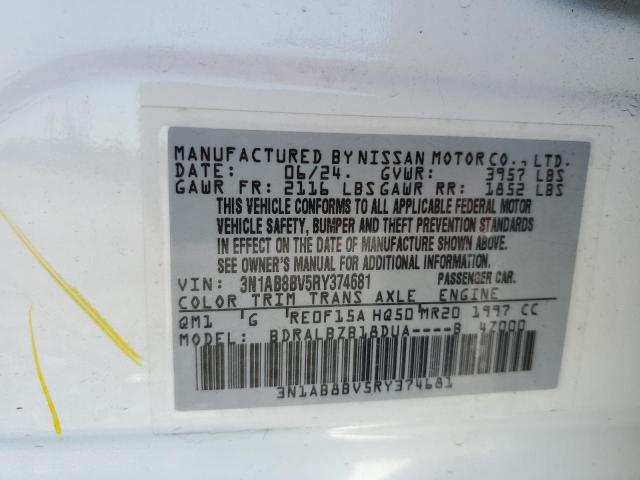 MANUFACTURED BY NISSAN MOTOR CO., LTD.
DATE: 06/24. GVWR: 3957 LBS
GAWR FR: 2116 LBS GAWR RR: 1852 LBS
THIS VEHICLE CONFORMS TO ALL APPLICABLE FEDERAL MOTOR
VEHICLE SAFETY, BUMPER AND THEFT PREVENTION STANDARDS
IN EFFECT ON THE DATE OF MANUFACTURE SHOWN ABOVE.
SEE OWNER'S MANUAL FOR ADDITIONAL INFORMATION.
VIN: 3N1AB8BV5RY374681 PASSENGER CAR.
COLOR TRIM TRANS AXLE ENGINE
QM1 G RE0F15A HQ50 MR20 1997 CC
MODEL: BDRALBZB18DUA----B 47000
3N1AB8BV5RY374681